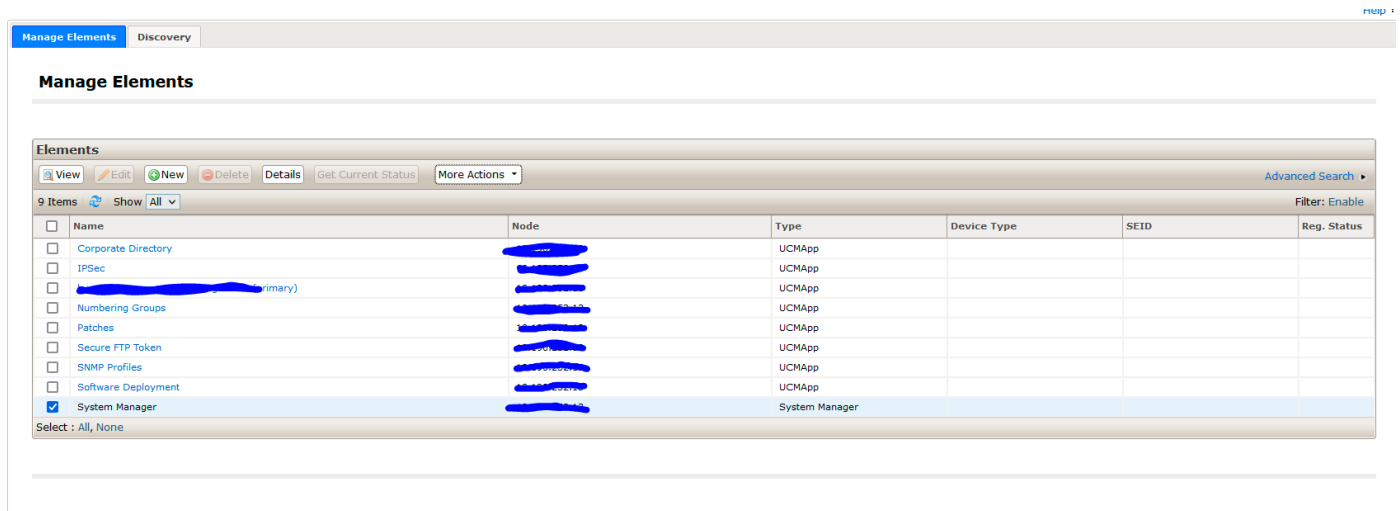 Help
Manage Elements Discovery
Manage Elements
Elements
View Edit New Delete Details Get Current Status More Actions Advanced Search
9 Items Show All Filter: Enable
Name Node Type Device Type SEID Reg. Status
Corporate Directory UCMApp
IPSec UCMApp
UCMApp
Numbering Groups UCMApp
Patches UCMApp
Secure FTP Token UCMApp
SNMP Profiles UCMApp
Software Deployment UCMApp
System Manager System Manager
Select : All, None